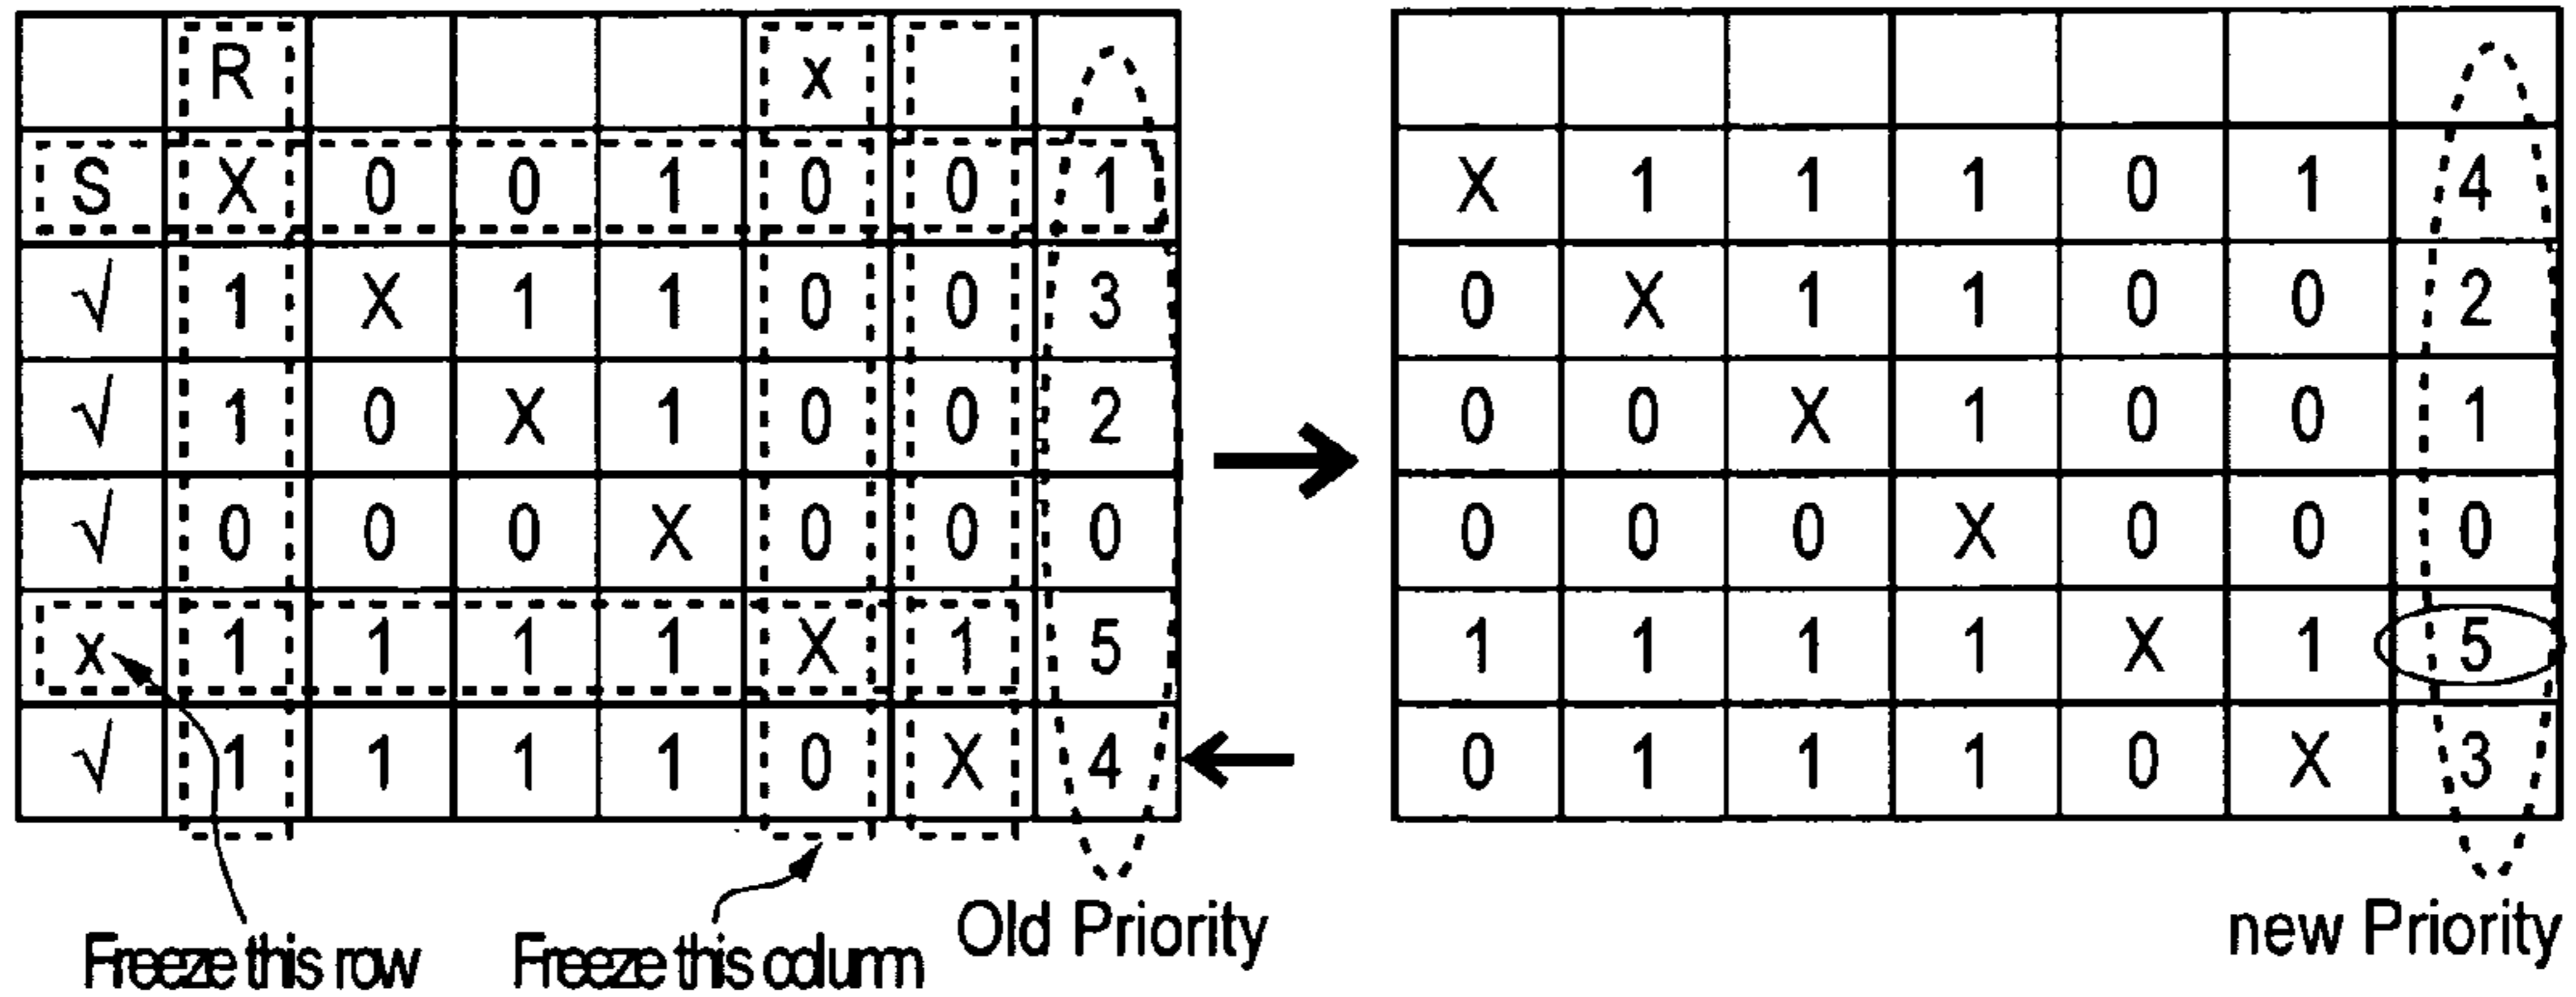 R x
S X 0 0 1 0 0 1
√ 1 X 1 1 0 0 3
√ 1 0 X 1 0 0 2
√ 0 0 0 X 0 0 0
x 1 1 1 1 X 1 5
√ 1 1 1 1 0 X 4
Freeze this row
Freeze this column
Old Priority
X 1 1 1 0 1 4
0 X 1 1 0 0 2
0 0 X 1 0 0 1
0 0 0 X 0 0 0
1 1 1 1 X 1 5
0 1 1 1 0 X 3
new Priority